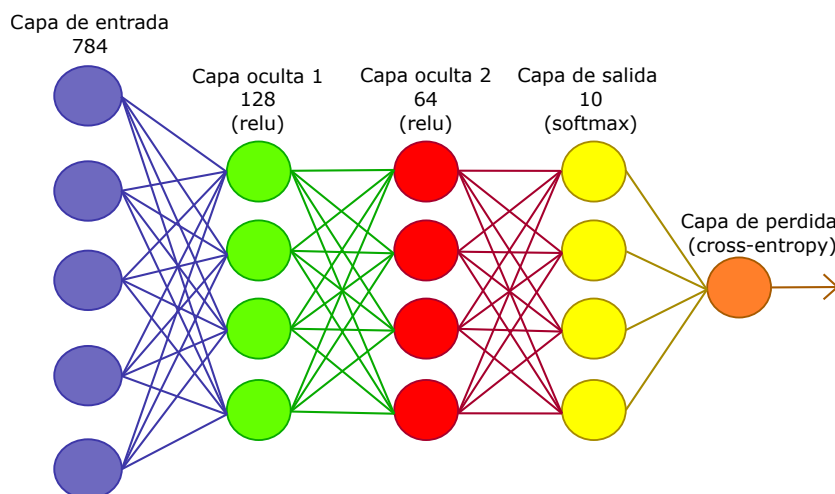 Capa de entrada
784
Capa oculta 1
128
(relu)
Capa oculta 2
64
(relu)
Capa de salida
10
(softmax)
Capa de perdida
(cross-entropy)